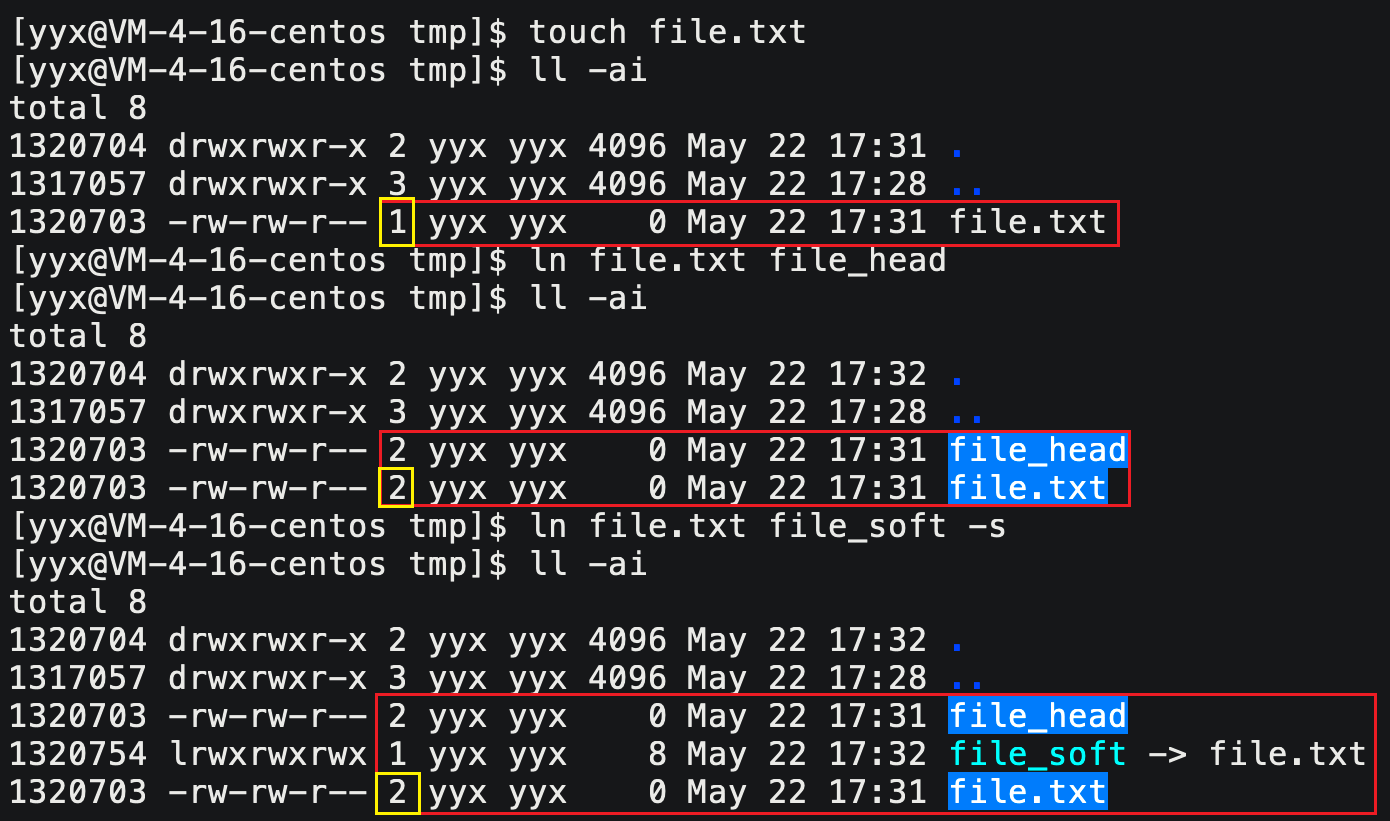 [yyx@VM-4-16-centos tmp]$ touch file.txt
[yyx@VM-4-16-centos tmp]$ ll -ai
total 8
1320704 drwxrwxr-x 2 yyx yyx 4096 May 22 17:31 .
1317057 drwxrwxr-x 3 yyx yyx 4096 May 22 17:28 ..
1320703 -rw-rw-r-- 1 yyx yyx    0 May 22 17:31 file.txt
[yyx@VM-4-16-centos tmp]$ ln file.txt file_head
[yyx@VM-4-16-centos tmp]$ ll -ai
total 8
1320704 drwxrwxr-x 2 yyx yyx 4096 May 22 17:32 .
1317057 drwxrwxr-x 3 yyx yyx 4096 May 22 17:28 ..
1320703 -rw-rw-r-- 2 yyx yyx    0 May 22 17:31 file_head
1320703 -rw-rw-r-- 2 yyx yyx    0 May 22 17:31 file.txt
[yyx@VM-4-16-centos tmp]$ ln file.txt file_soft -s
[yyx@VM-4-16-centos tmp]$ ll -ai
total 8
1320704 drwxrwxr-x 2 yyx yyx 4096 May 22 17:32 .
1317057 drwxrwxr-x 3 yyx yyx 4096 May 22 17:28 ..
1320703 -rw-rw-r-- 2 yyx yyx    0 May 22 17:31 file_head
1320754 lrwxrwxrwx 1 yyx yyx    8 May 22 17:32 file_soft -> file.txt
1320703 -rw-rw-r-- 2 yyx yyx    0 May 22 17:31 file.txt